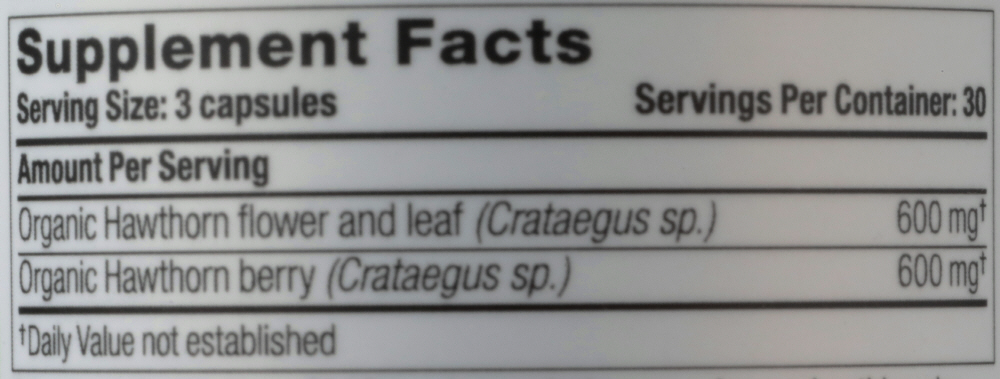 Supplement Facts
Serving Size: 3 capsules Servings Per Container: 30
Amount Per Serving
Organic Hawthorn flower and leaf (Crataegus sp.) 600 mg†
Organic Hawthorn berry (Crataegus sp.) 600 mg†
†Daily Value not established